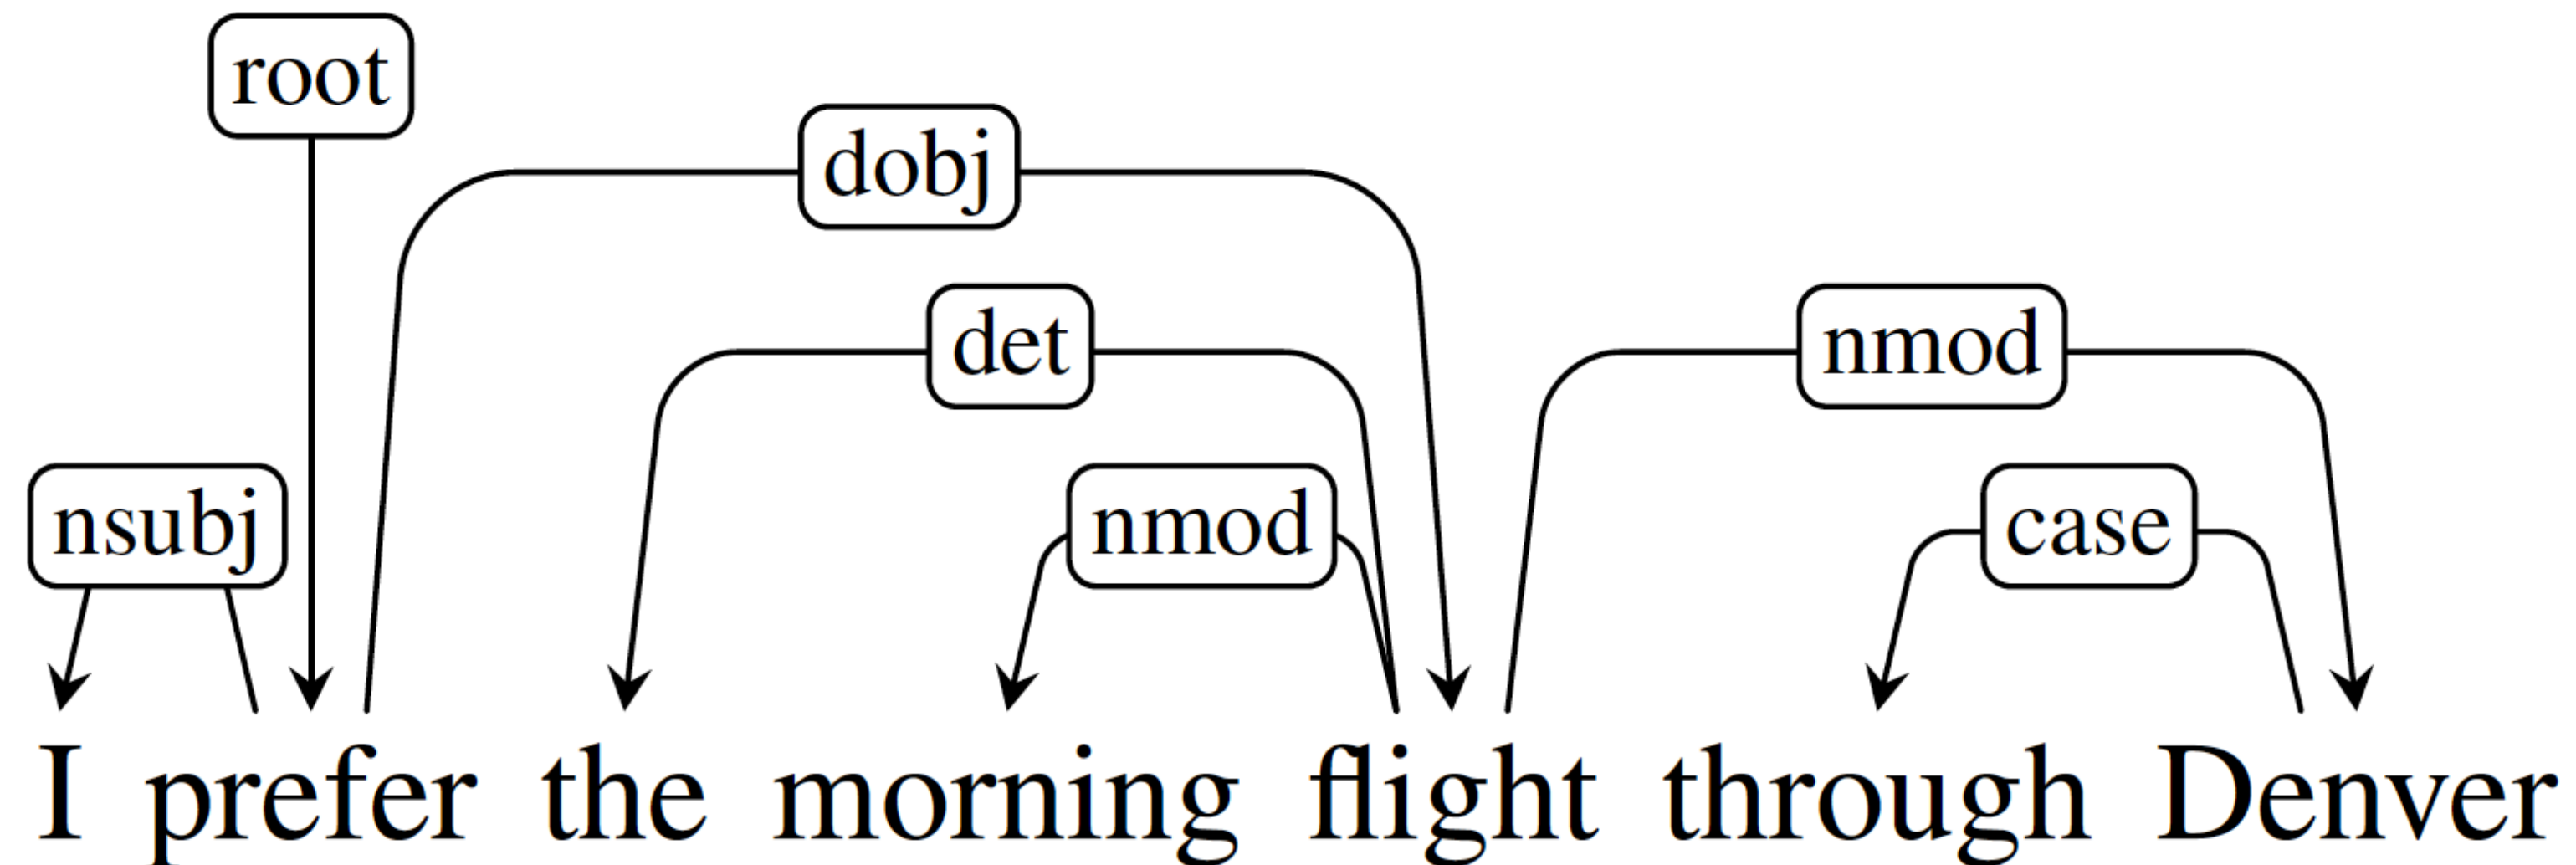 root
dobj
det
nmod
nsubj
nmod
case
I prefer the morning flight through Denver